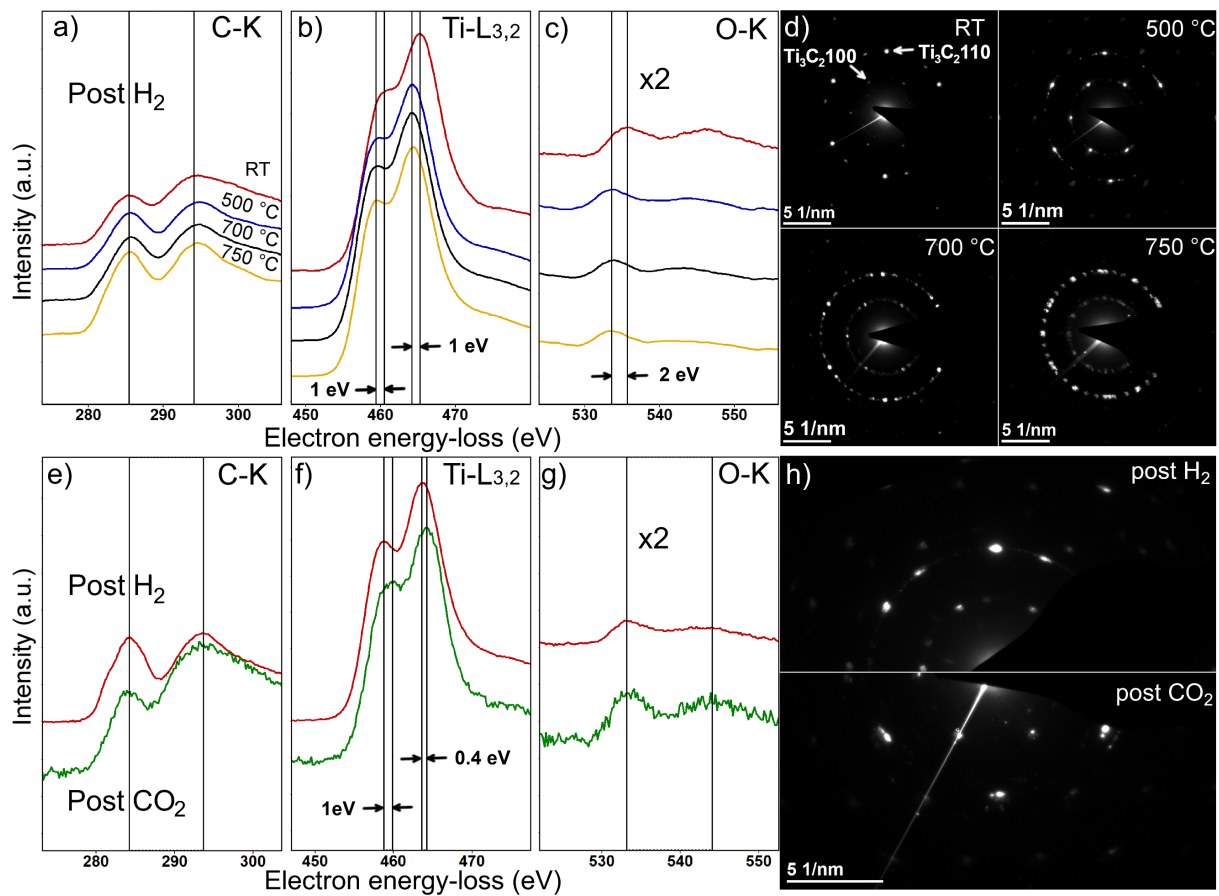 a) C-K
Post H2
RT
500 °C
700 °C
750 °C
280 290 300
b) Ti-L3,2
1 eV
1 eV
450 460 470
c) O-K
x2
2 eV
530 540 550
Intensity (a.u.)
Electron energy-loss (eV)
d) RT
Ti3C2100
Ti3C2110
5 1/nm
500 °C
5 1/nm
700 °C
5 1/nm
750 °C
5 1/nm
e) C-K
Post H2
Post CO2
280 290 300
f) Ti-L3,2
0.4 eV
1eV
450 460 470
g) O-K
x2
530 540 550
Intensity (a.u.)
Electron energy-loss (eV)
h) post H2
post CO2
5 1/nm